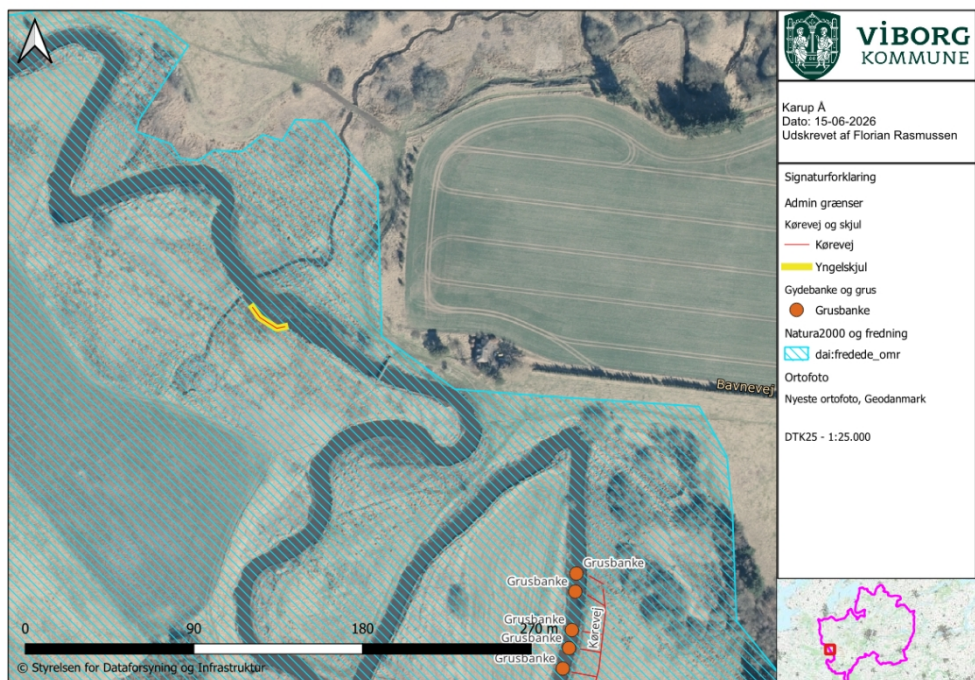 VIBORG
KOMMUNE
Karup Å
Dato: 15-06-2026
Udskrevet af Florian Rasmussen
Signaturforklaring
Admin grænser
Kørevej og skjul
Kørevej
Yngelskjul
Gydebanke og grus
Grusbanke
Natura2000 og fredning
dai:fredede_omr
Ortofoto
Nyeste ortofoto, Geodanmark
DTK25 - 1:25.000
Bavnevej
Grusbanke
Grusbanke
Grusbanke
Grusbanke
Grusbanke
Kørevej
0 90 180 270 m
© Styrelsen for Dataforsyning og Infrastruktur